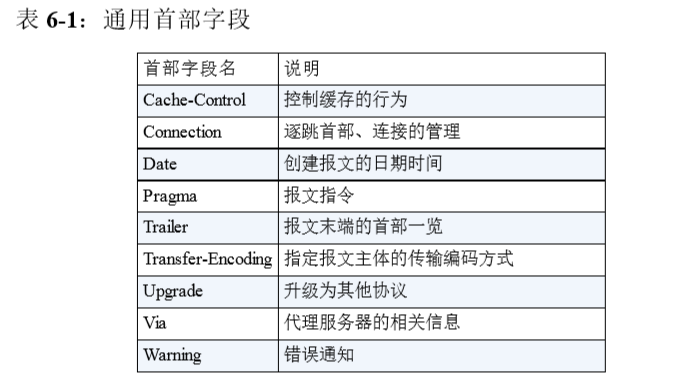 表 6-1：通用首部字段
首部字段名 说明
Cache-Control 控制缓存的行为
Connection 逐跳首部、连接的管理
Date 创建报文的日期时间
Pragma 报文指令
Trailer 报文末端的首部一览
Transfer-Encoding 指定报文主体的传输编码方式
Upgrade 升级为其他协议
Via 代理服务器的相关信息
Warning 错误通知